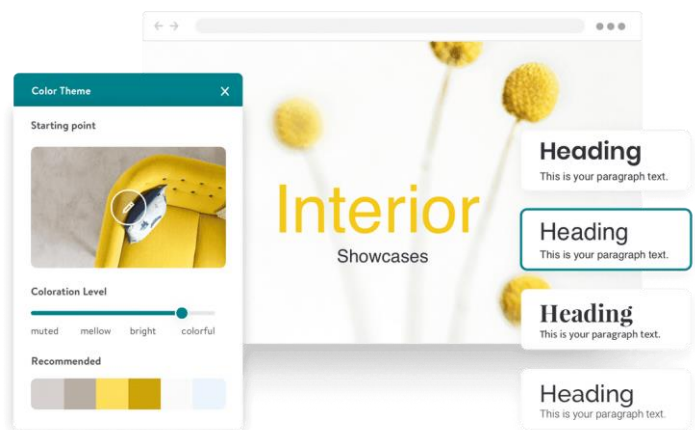 Color Theme
Starting point
Coloration Level
muted mellow bright colorful
Recommended
Interior
Showcases
Heading
This is your paragraph text.
Heading
This is your paragraph text.
Heading
This is your paragraph text.
Heading
This is your paragraph text.